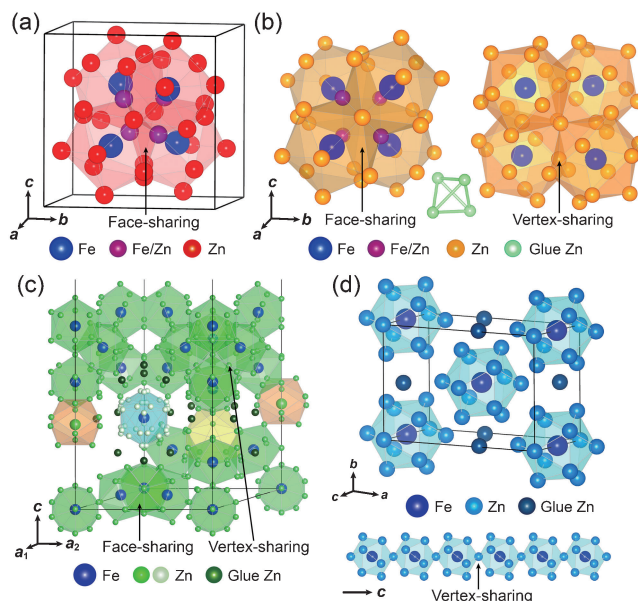 (a)
c
a
b
Face-sharing
Fe Fe/Zn Zn
(b)
c
a
b
Face-sharing
Vertex-sharing
Fe Fe/Zn Zn Glue Zn
(c)
c
a1 a2
Face-sharing
Vertex-sharing
Fe Zn Glue Zn
(d)
b
c
a
Fe Zn Glue Zn
c
Vertex-sharing